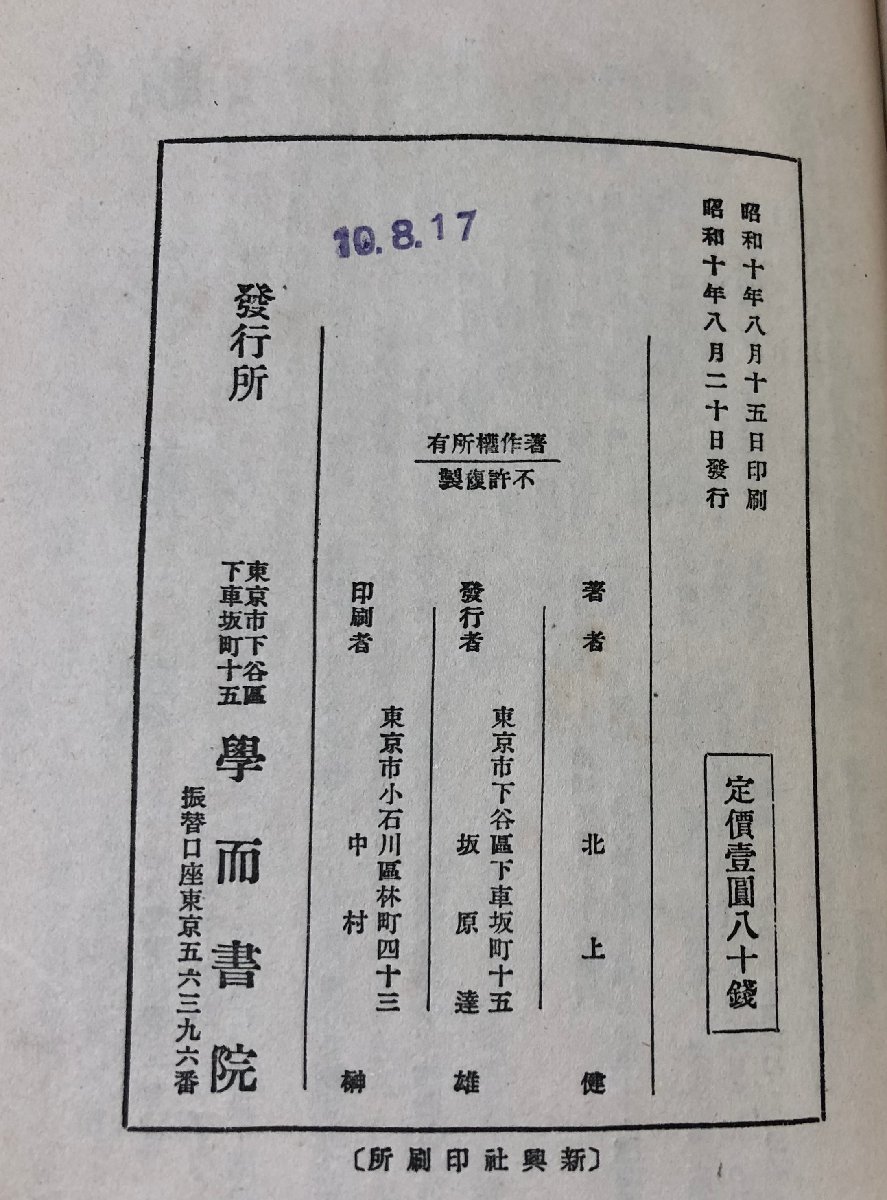 昭和十年八月十五日印刷
昭和十年八月二十日發行
定價壹圓八十錢
10.8.17
著作權所有
不許復製
著者
北上健
發行者
東京市下谷區下車坂町十五
坂原達雄
印刷者
東京市小石川區林町四十三
中村榊
發行所
東京市下谷區
下車坂町十五
學而書院
振替口座東京五六三九六番
〔新興社印刷所〕